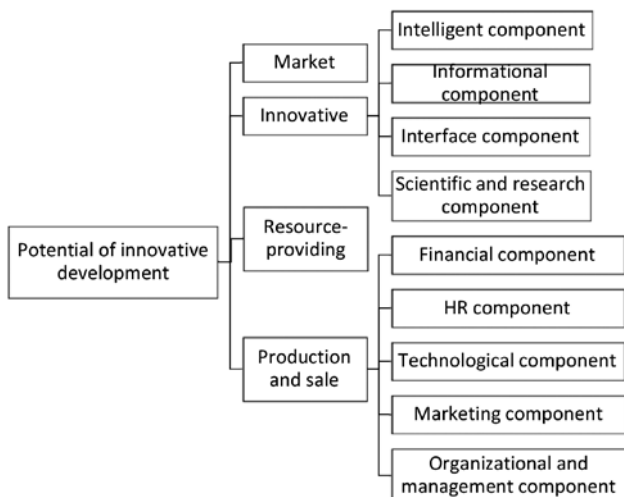 Potential of innovative
development
Market
Innovative
Resource-
providing
Production
and sale
Intelligent component
Informational
component
Interface component
Scientific and research
component
Financial component
HR component
Technological component
Marketing component
Organizational and
management component